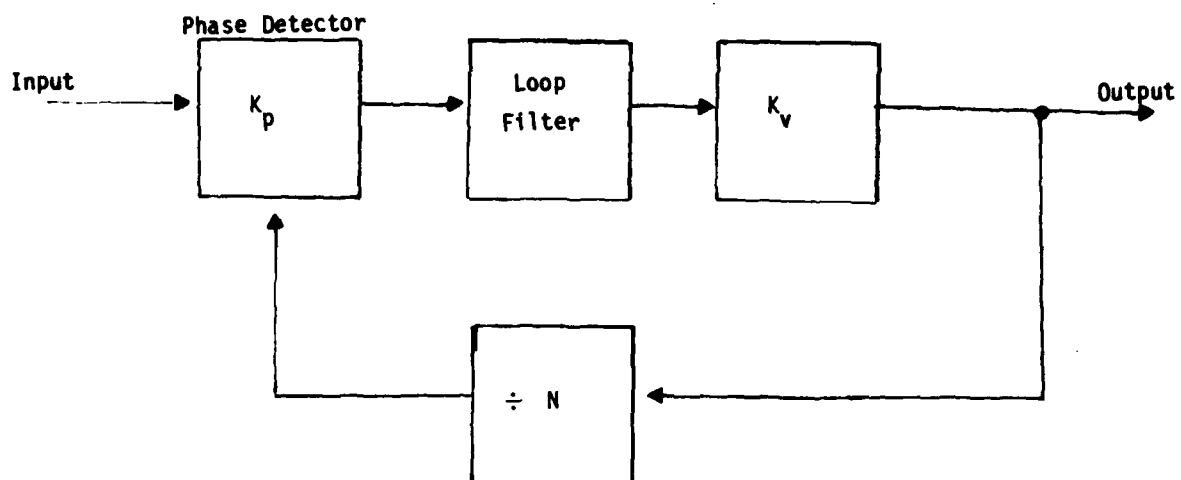 Phase Detector
Input
K_p
Loop
Filter
K_v
Output
÷ N